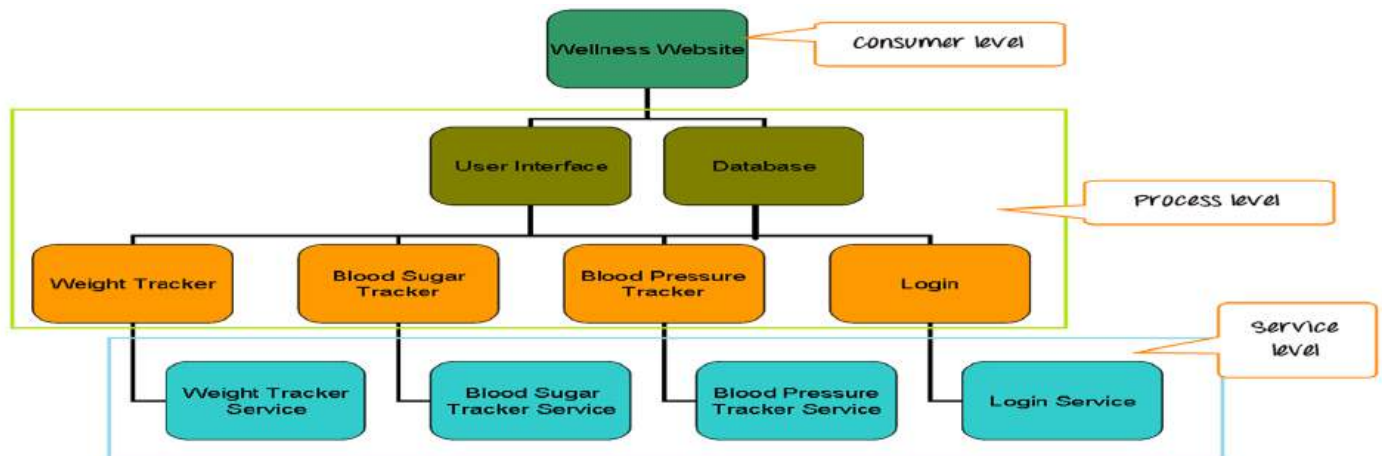 Wellness Website
Consumer level
User Interface
Database
Process level
Weight Tracker
Blood Sugar
Tracker
Blood Pressure
Tracker
Login
Service
level
Weight Tracker
Service
Blood Sugar
Tracker Service
Blood Pressure
Tracker Service
Login Service